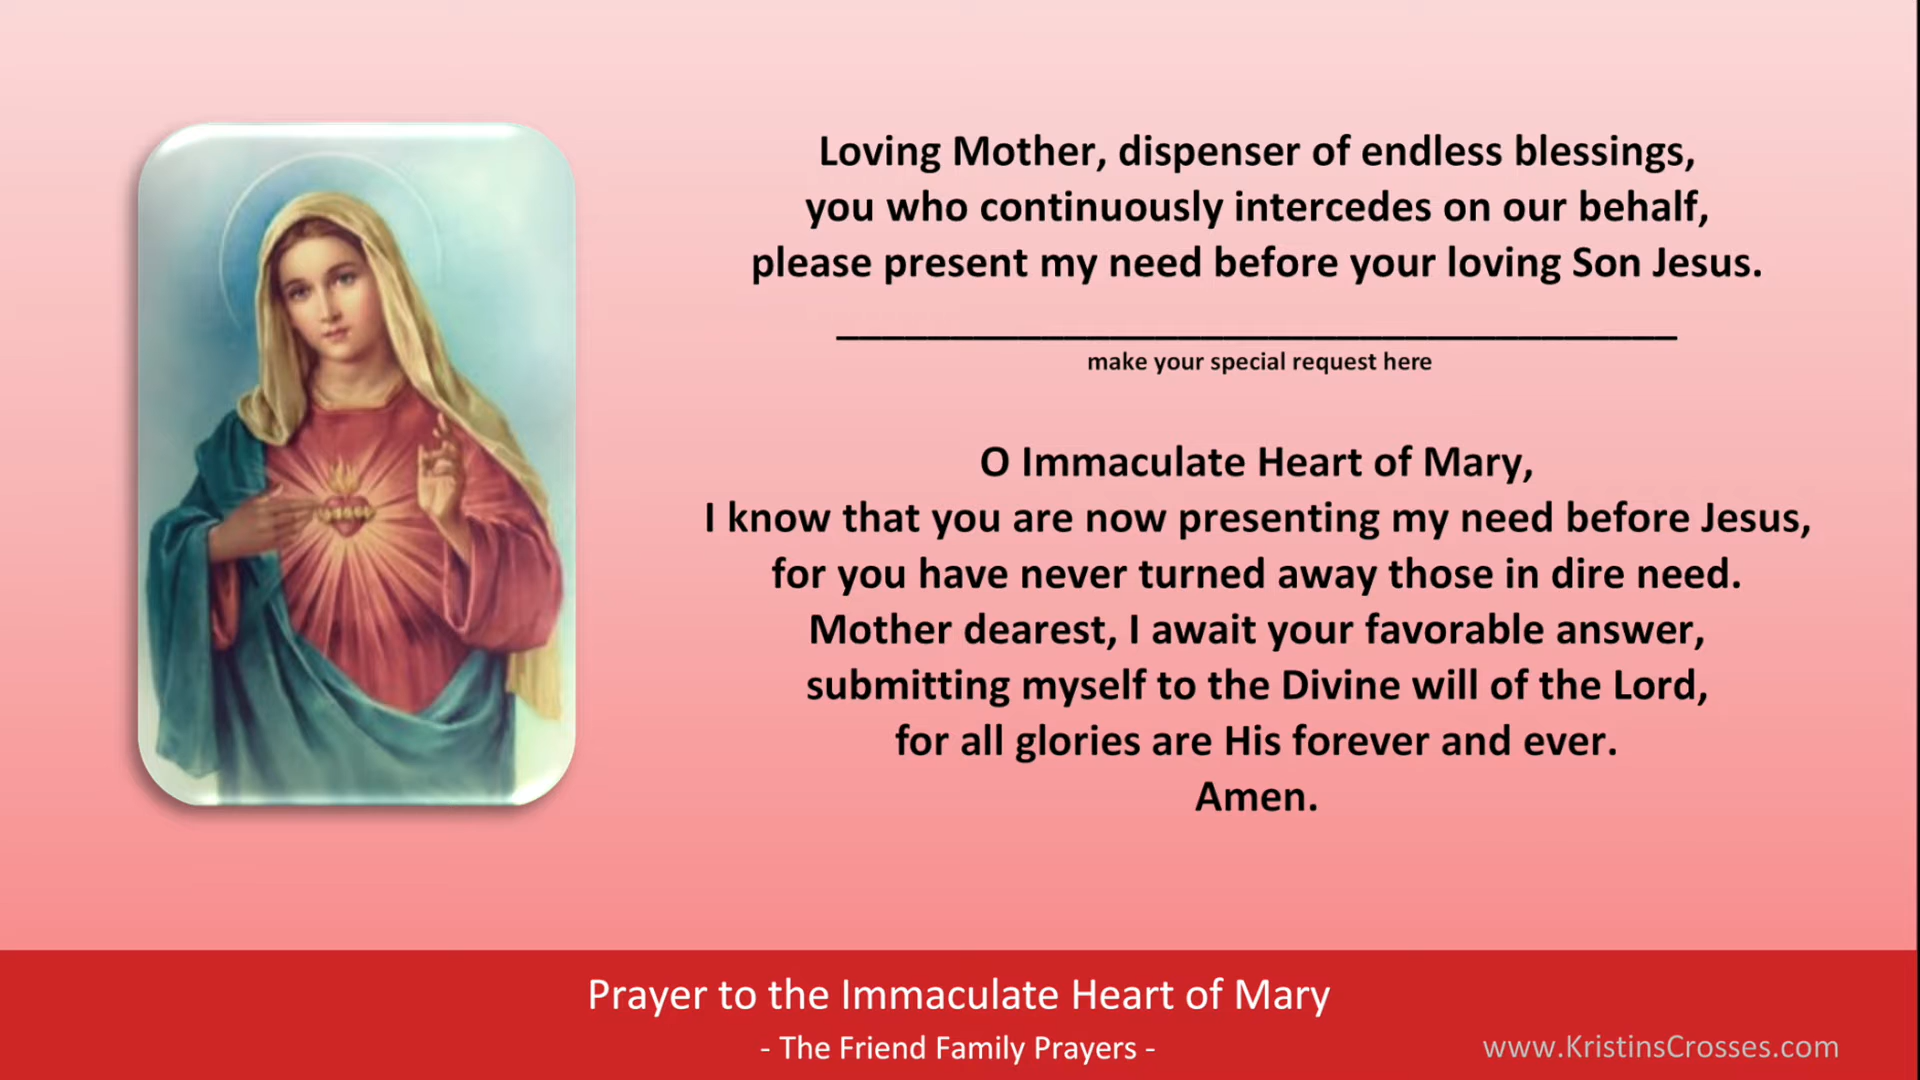 Loving Mother, dispenser of endless blessings,
you who continuously intercedes on our behalf,
please present my need before your loving Son Jesus.
________________________________________
make your special request here
O Immaculate Heart of Mary,
I know that you are now presenting my need before Jesus,
for you have never turned away those in dire need.
Mother dearest, I await your favorable answer,
submitting myself to the Divine will of the Lord,
for all glories are His forever and ever.
Amen.
Prayer to the Immaculate Heart of Mary
- The Friend Family Prayers -
www.KristinsCrosses.com